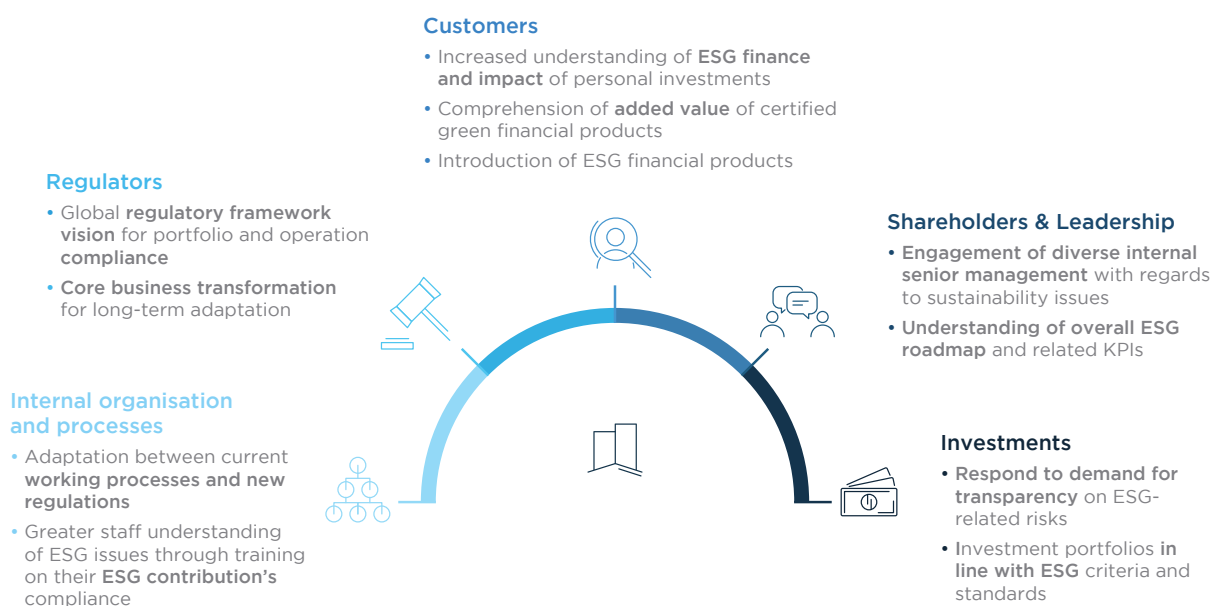 Customers
• Increased understanding of ESG finance
and impact of personal investments
• Comprehension of added value of certified
green financial products
• Introduction of ESG financial products
Regulators
• Global regulatory framework
vision for portfolio and operation
compliance
• Core business transformation
for long-term adaptation
Shareholders & Leadership
• Engagement of diverse internal
senior management with regards
to sustainability issues
• Understanding of overall ESG
roadmap and related KPIs
Internal organisation
and processes
• Adaptation between current
working processes and new
regulations
• Greater staff understanding
of ESG issues through training
on their ESG contribution’s
compliance
Investments
• Respond to demand for
transparency on ESG-
related risks
• Investment portfolios in
line with ESG criteria and
standards